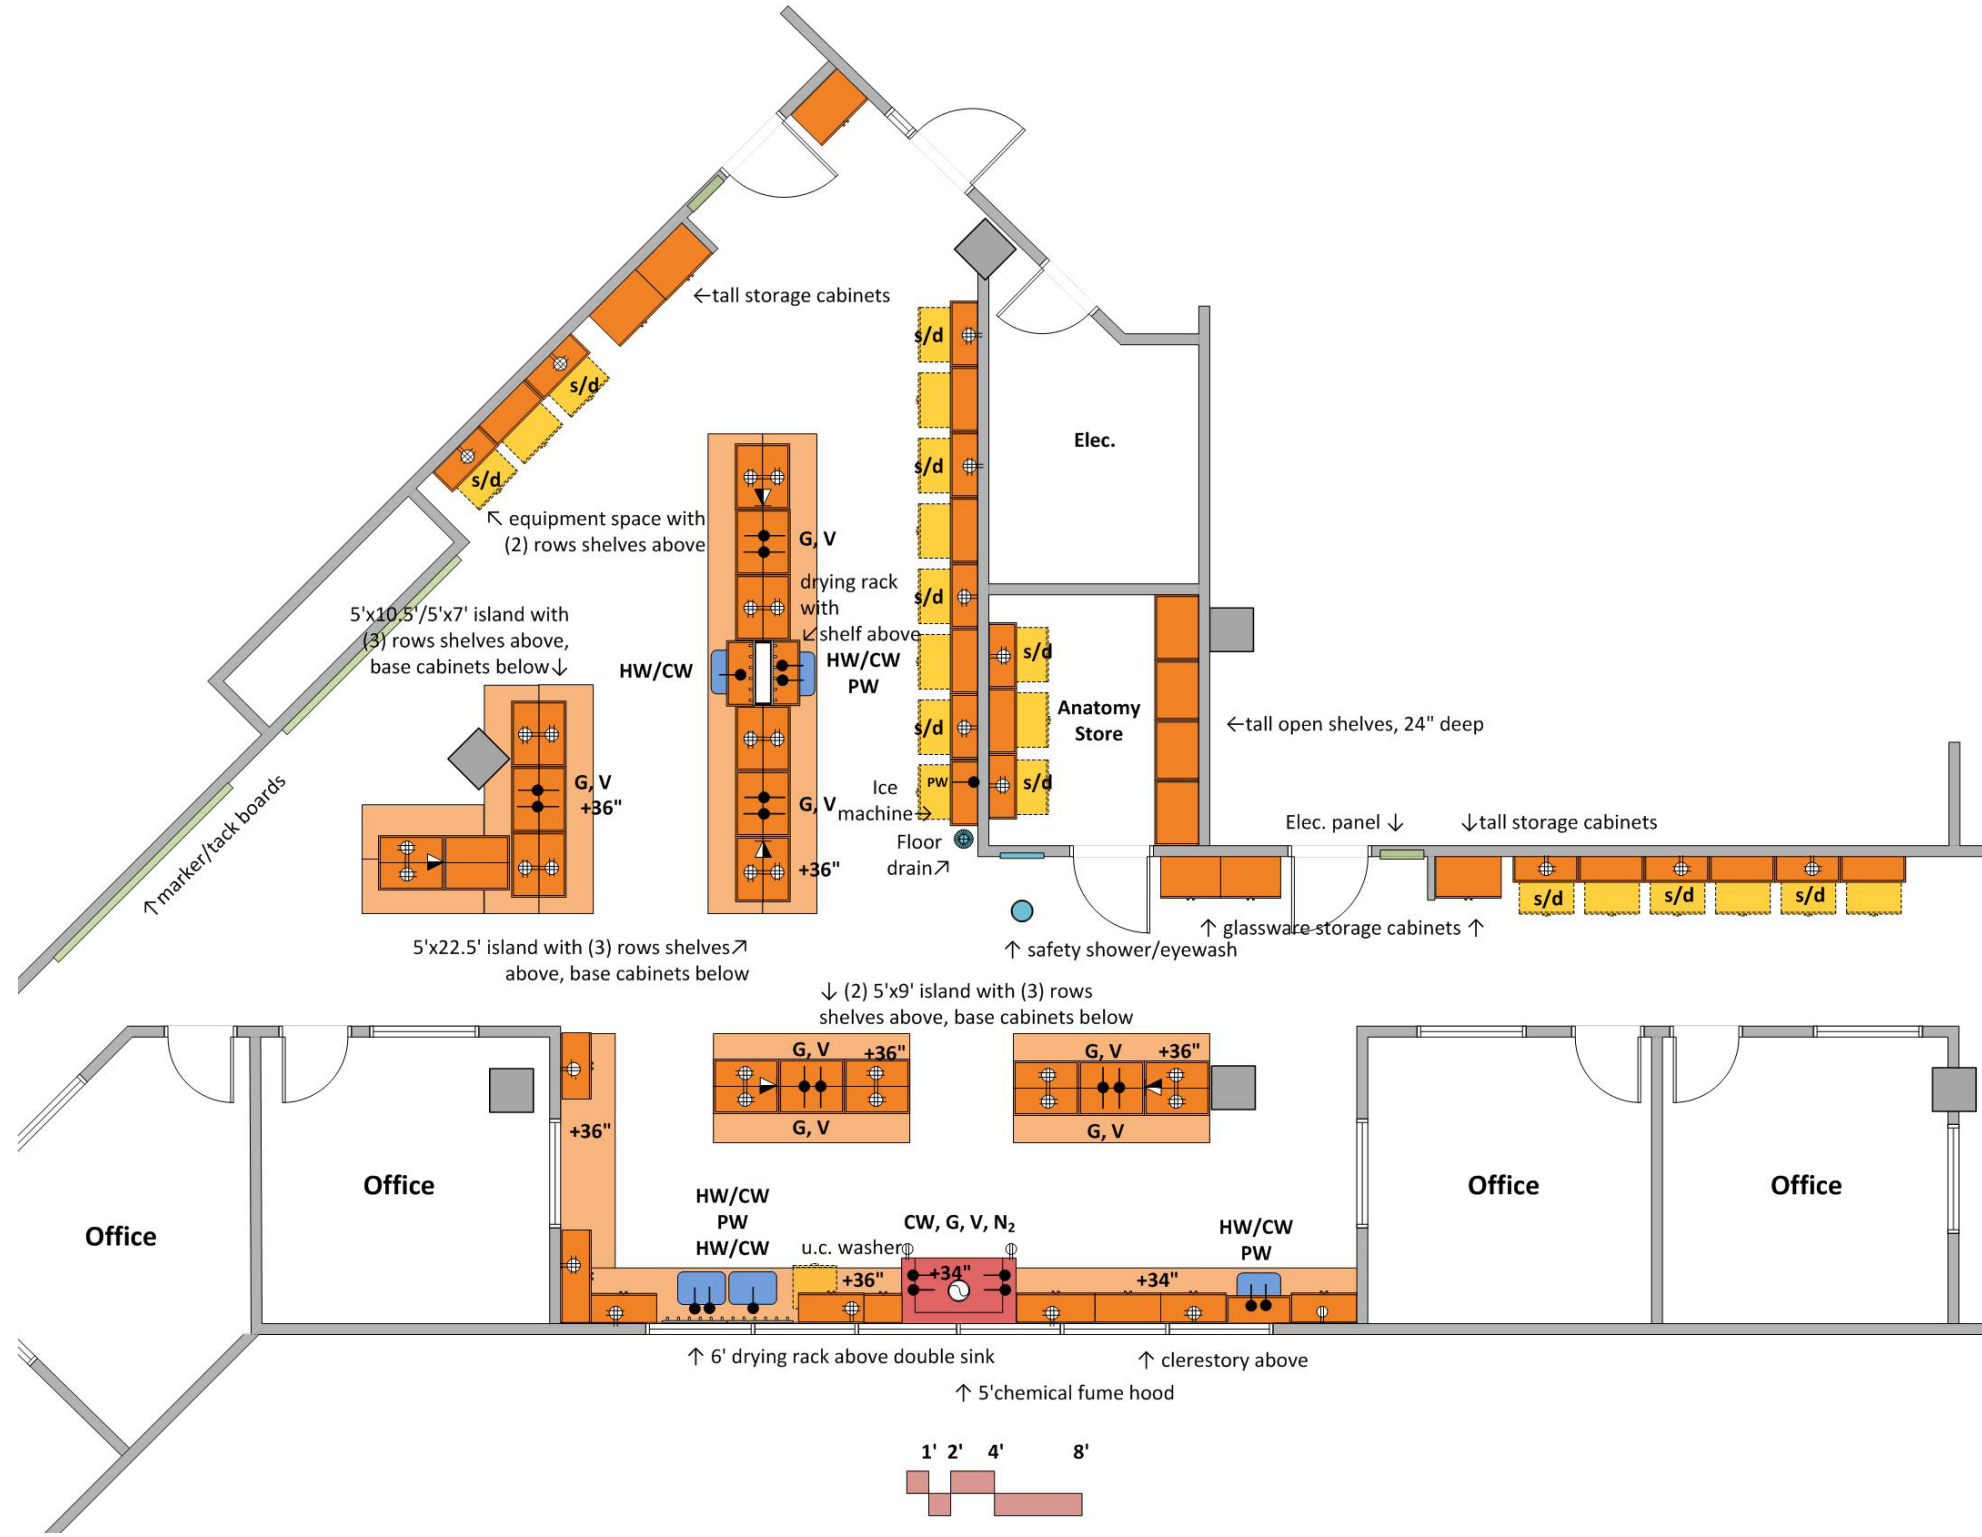 ←tall storage cabinets
s/d
s/d
s/d
Elec.
s/d
s/d
↖ equipment space with
(2) rows shelves above
G, V
drying rack
with
↙shelf above
s/d
5'x10.5'/5'x7' island with
(3) rows shelves above,
base cabinets below↓
HW/CW
HW/CW
PW
s/d
Anatomy
Store
←tall open shelves, 24" deep
s/d
G, V
+36"
PW
s/d
Ice
machine→
G, V
↑marker/tack boards
Elec. panel ↓
↓tall storage cabinets
Floor
drain↗
+36"
s/d
s/d
s/d
↑ glassware storage cabinets ↑
5'x22.5' island with (3) rows shelves↗
above, base cabinets below
↑ safety shower/eyewash
↓ (2) 5'x9' island with (3) rows
shelves above, base cabinets below
G, V
+36"
G, V
+36"
+36"
G, V
G, V
Office
Office
Office
Office
HW/CW
PW
HW/CW
CW, G, V, N₂
HW/CW
PW
u.c. washer
+36"
+34"
+34"
↑ 6' drying rack above double sink
↑ clerestory above
↑ 5'chemical fume hood
1' 2' 4' 8'